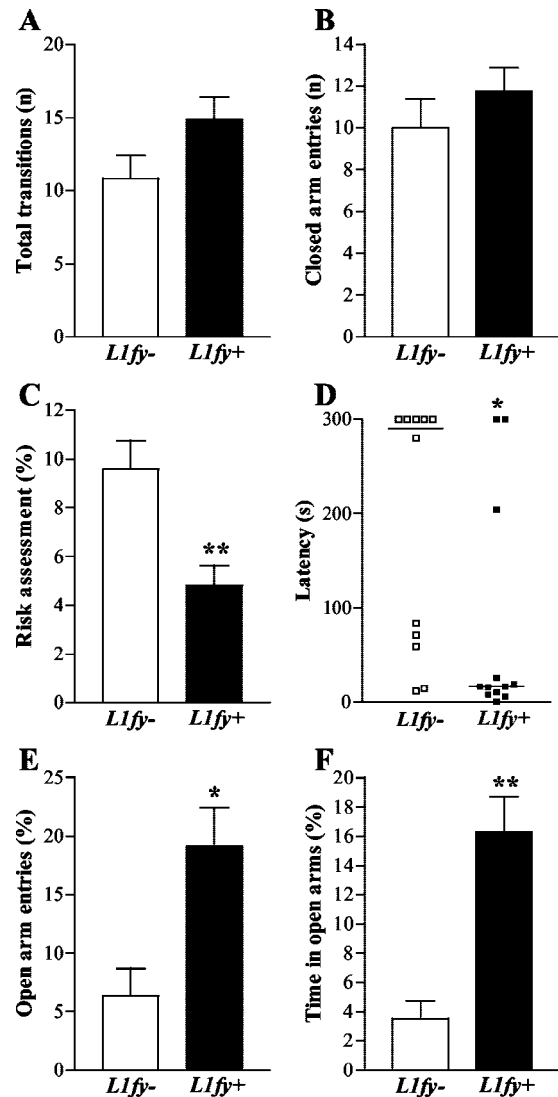 A
Total transitions (n)
20
15
10
5
0
L1fy-
L1fy+
B
Closed arm entries (n)
14
12
10
8
6
4
2
0
L1fy-
L1fy+
C
Risk assessment (%)
12
10
8
6
4
2
0
**
L1fy-
L1fy+
D
Latency (s)
300
200
100
0
*
L1fy-
L1fy+
E
Open arm entries (%)
25
20
15
10
5
0
*
L1fy-
L1fy+
F
Time in open arms (%)
20
18
16
14
12
10
8
6
4
2
0
**
L1fy-
L1fy+